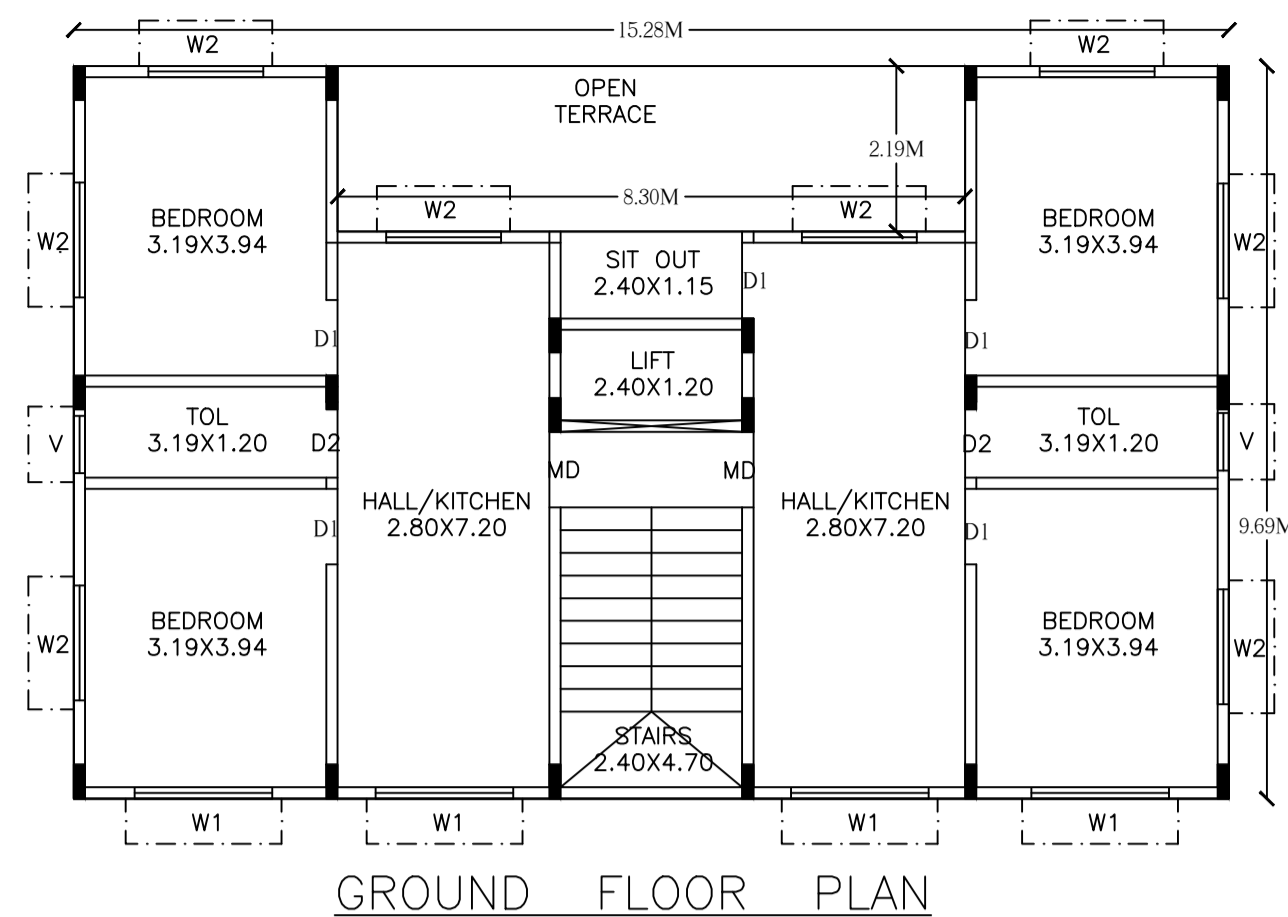 15.28M
W2
W2
OPEN
TERRACE
2.19M
8.30M
W2
W2
BEDROOM
3.19X3.94
BEDROOM
3.19X3.94
W2
W2
SIT OUT
2.40X1.15
D1
D1
D1
LIFT
2.40X1.20
TOL
3.19X1.20
TOL
3.19X1.20
V
V
D2
D2
MD
MD
HALL/KITCHEN
2.80X7.20
HALL/KITCHEN
2.80X7.20
D1
D1
9.69M
BEDROOM
3.19X3.94
BEDROOM
3.19X3.94
W2
W2
STAIRS
2.40X4.70
W1
W1
W1
W1
GROUND FLOOR PLAN